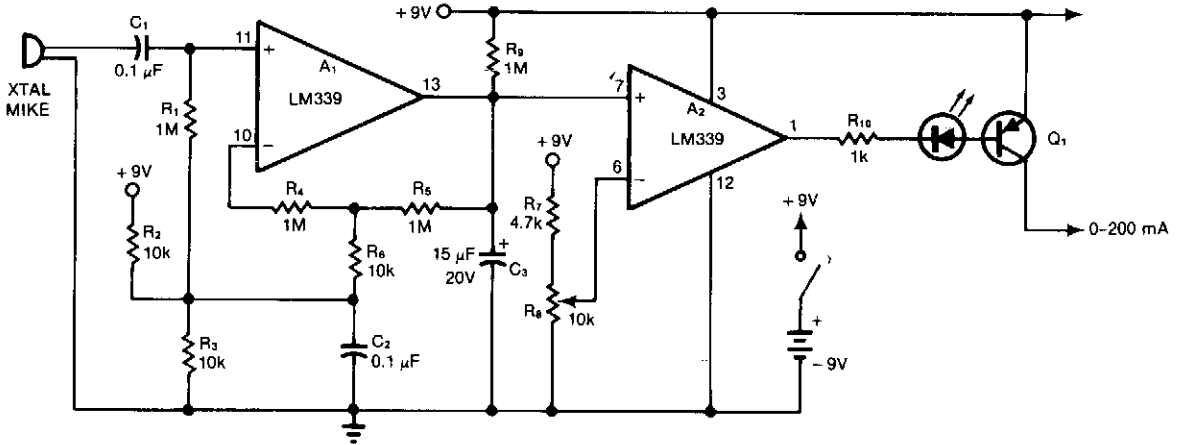 XTAL
MIKE
C1
0.1 µF
R1
1M
+9V
R2
10k
R3
10k
11
+
10
−
A1
LM339
13
R4
1M
R5
1M
R6
10k
C2
0.1 µF
+9V
R9
1M
15 µF
20V
+
C3
+9V
R7
4.7k
R8
10k
7
+
6
−
A2
LM339
3
12
1
R10
1k
Q1
0-200 mA
+9V
+
−9V